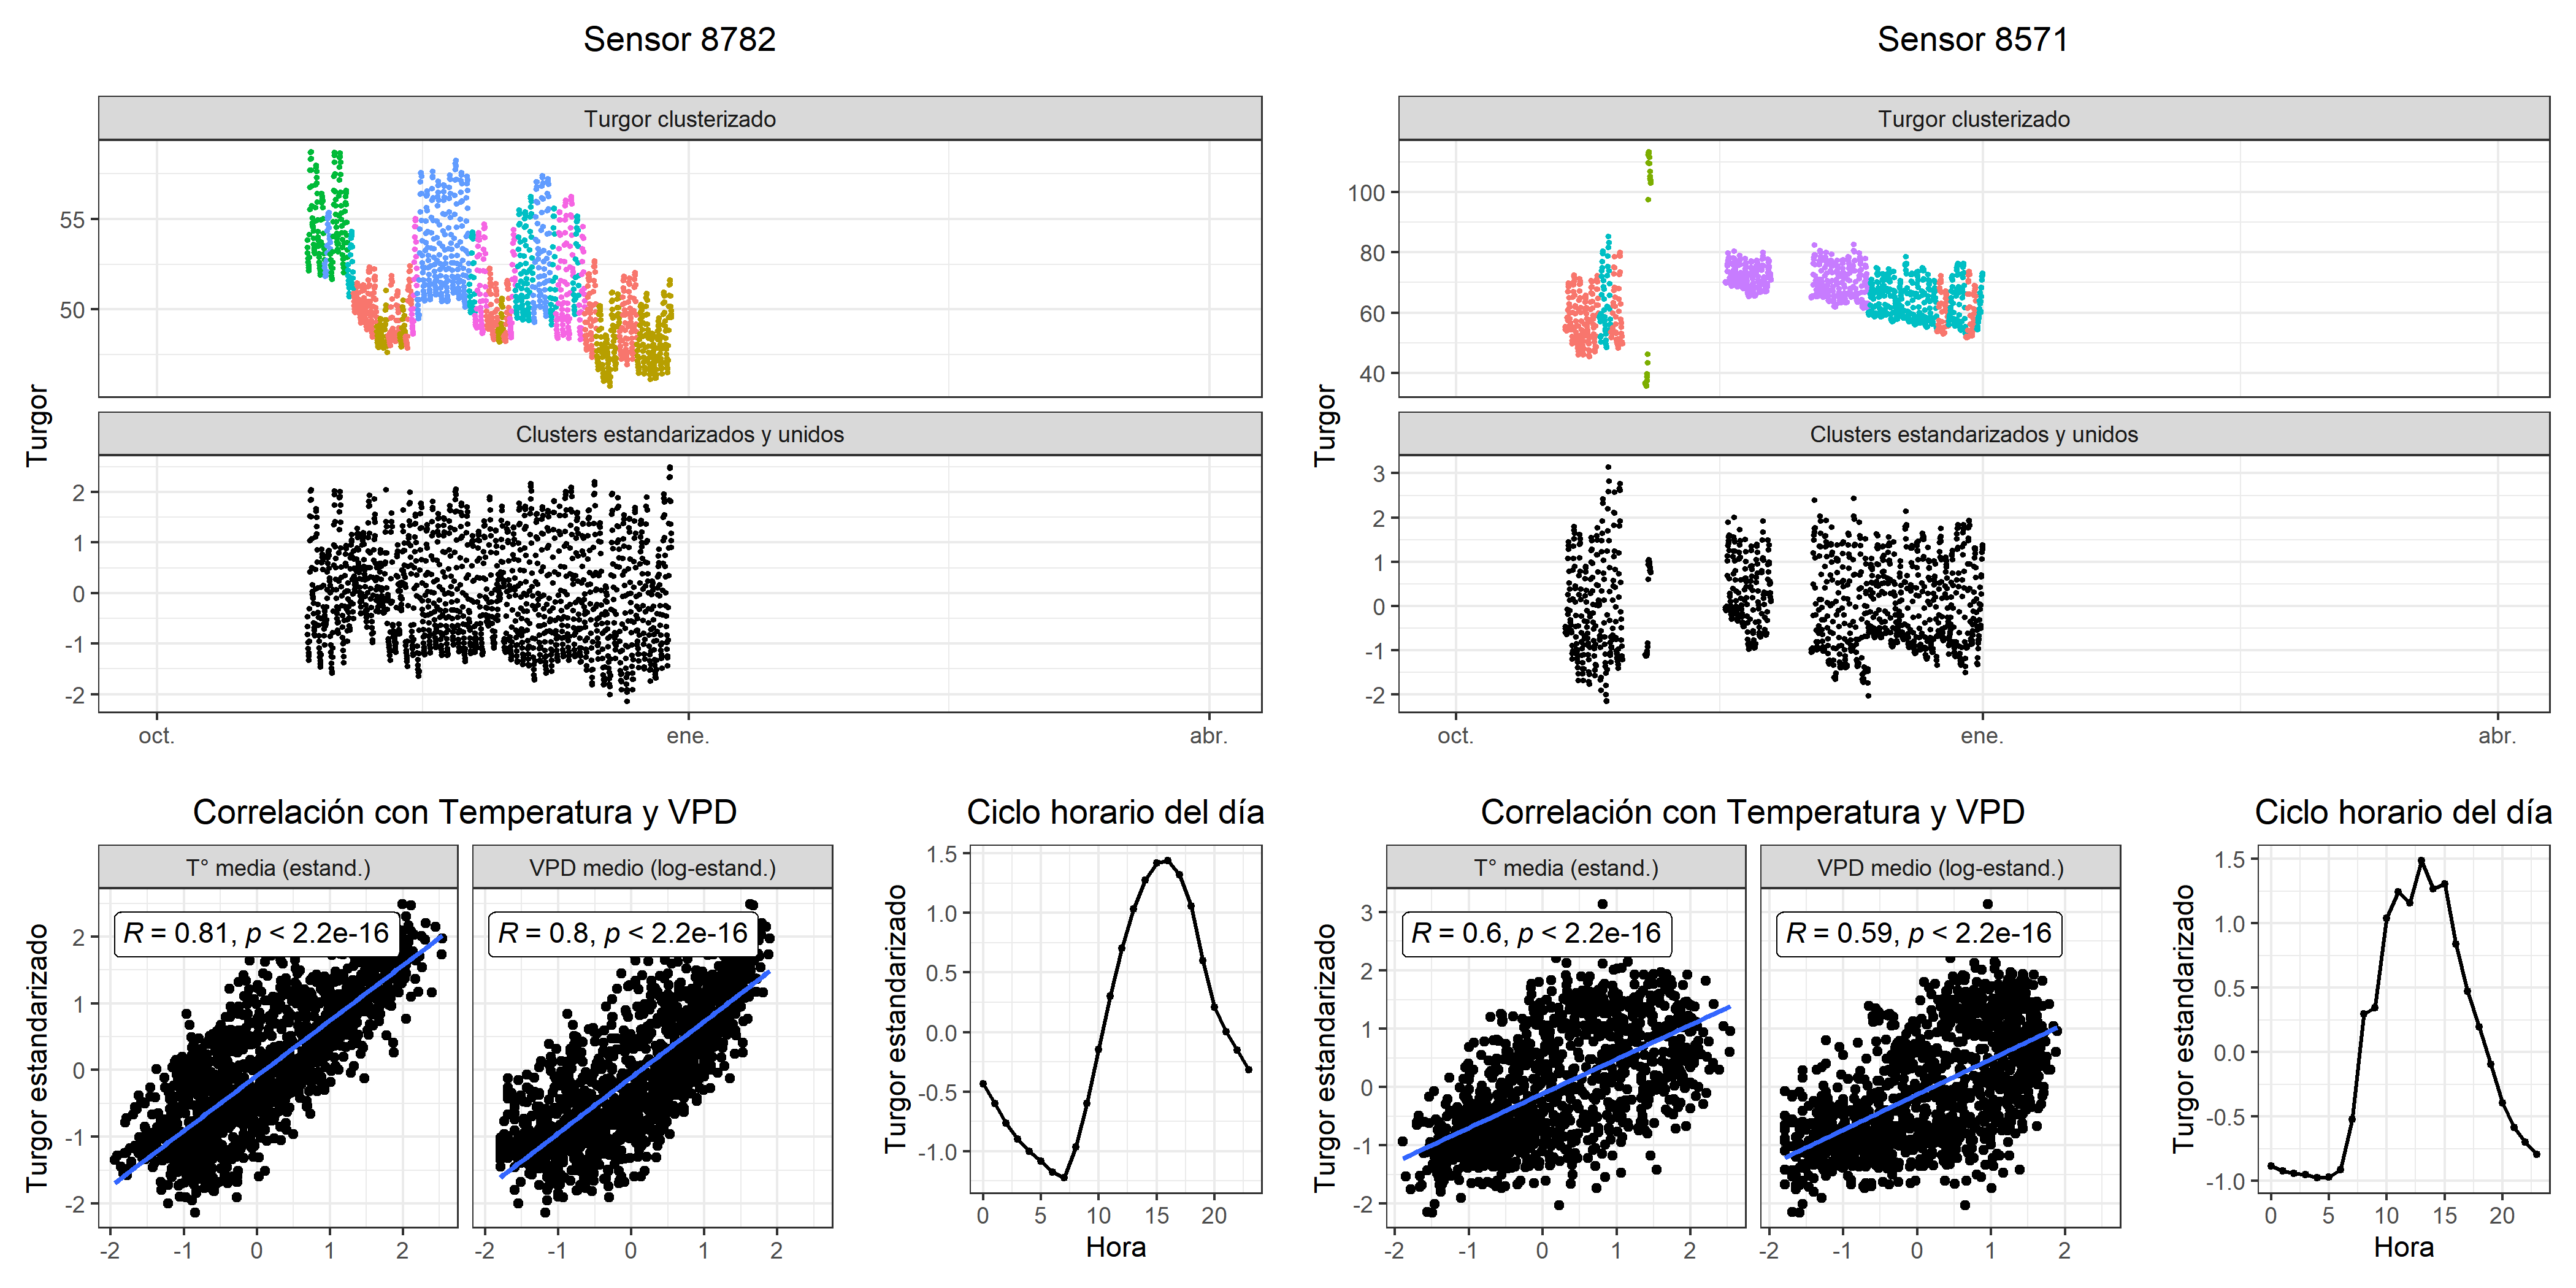 Sensor 8782
Turgor clusterizado
55
50
Turgor
Clusters estandarizados y unidos
2
1
0
-1
-2
oct.
ene.
abr.
Correlación con Temperatura y VPD
T° media (estand.)
VPD medio (log-estand.)
R = 0.81, p < 2.2e-16
R = 0.8, p < 2.2e-16
Turgor estandarizado
2
1
0
-1
-2
-2 -1 0 1 2
-2 -1 0 1 2
Ciclo horario del día
Turgor estandarizado
1.5
1.0
0.5
0.0
-0.5
-1.0
0 5 10 15 20
Hora
Sensor 8571
Turgor clusterizado
100
80
60
40
Turgor
Clusters estandarizados y unidos
3
2
1
0
-1
-2
oct.
ene.
abr.
Correlación con Temperatura y VPD
T° media (estand.)
VPD medio (log-estand.)
R = 0.6, p < 2.2e-16
R = 0.59, p < 2.2e-16
Turgor estandarizado
3
2
1
0
-1
-2
-2 -1 0 1 2
-2 -1 0 1 2
Ciclo horario del día
Turgor estandarizado
1.5
1.0
0.5
0.0
-0.5
-1.0
0 5 10 15 20
Hora